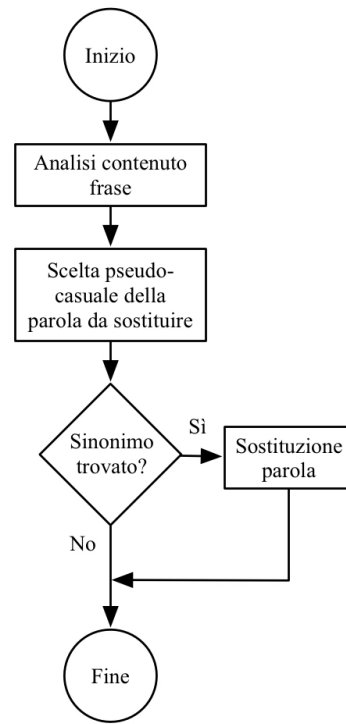 Inizio
Analisi contenuto
frase
Scelta pseudo-
casuale della
parola da sostituire
Sinonimo
trovato?
Sì
Sostituzione
parola
No
Fine